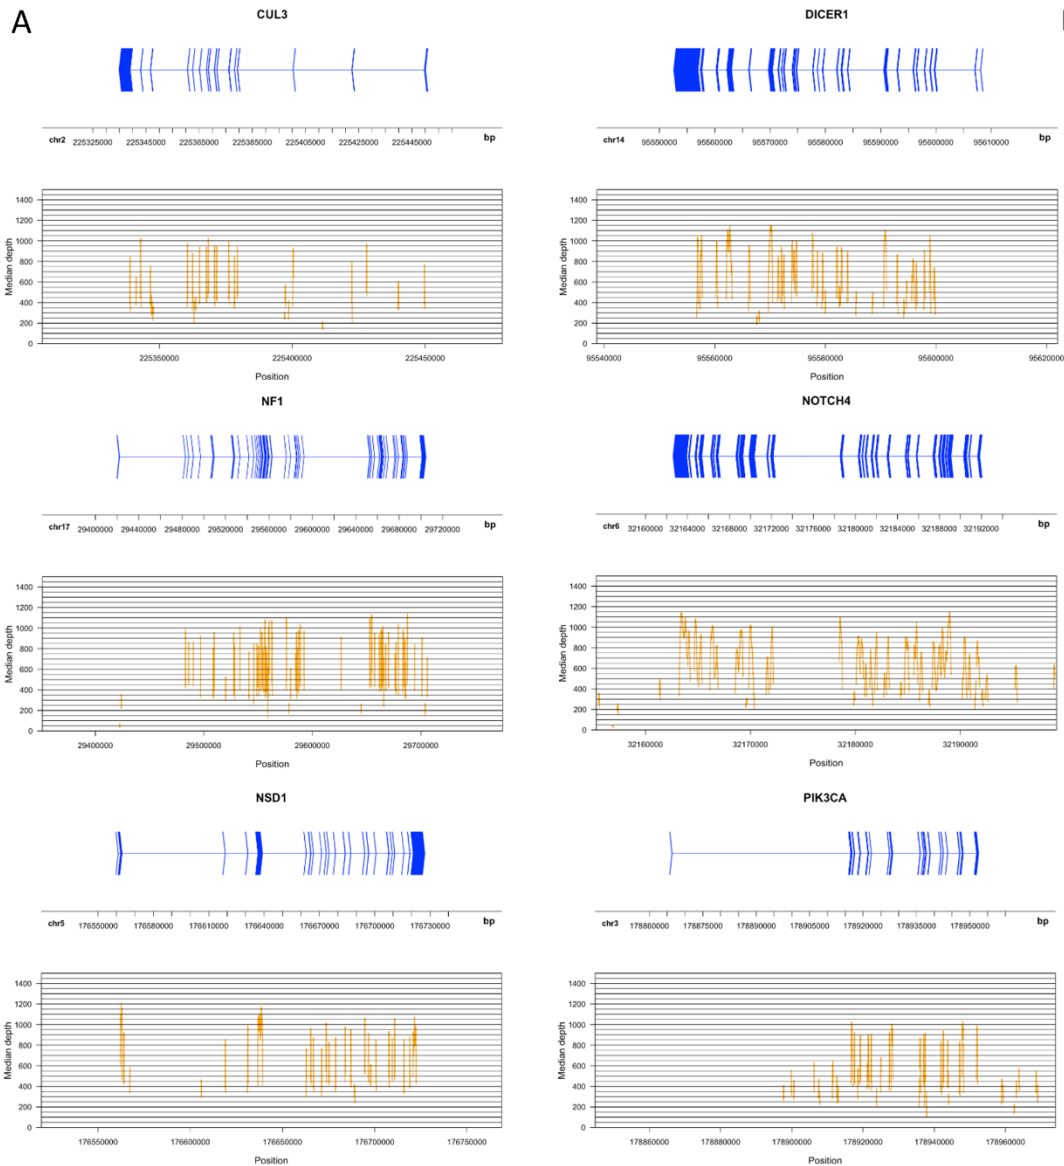 A
CUL3
chr2 225325000 225345000 225365000 225385000 225405000 225425000 225445000 bp
Median depth
1400
1200
1000
800
600
400
200
0
225350000 225400000 225450000
Position
DICER1
chr14 95550000 95560000 95570000 95580000 95590000 95600000 95610000 bp
Median depth
1400
1200
1000
800
600
400
200
0
95540000 95560000 95580000 95600000 95620000
Position
NF1
chr17 29400000 29440000 29480000 29520000 29560000 29600000 29640000 29680000 29720000 bp
Median depth
1400
1200
1000
800
600
400
200
0
29400000 29500000 29600000 29700000
Position
NOTCH4
chr6 32160000 32164000 32168000 32172000 32176000 32180000 32184000 32188000 32192000 bp
Median depth
1400
1200
1000
800
600
400
200
0
32160000 32170000 32180000 32190000
Position
NSD1
chr5 176550000 176580000 176610000 176640000 176670000 176700000 176730000 bp
Median depth
1400
1200
1000
800
600
400
200
0
176550000 176600000 176650000 176700000 176750000
Position
PIK3CA
chr3 178860000 178875000 178890000 178905000 178920000 178935000 178950000 bp
Median depth
1400
1200
1000
800
600
400
200
0
178860000 178880000 178900000 178920000 178940000 178960000
Position